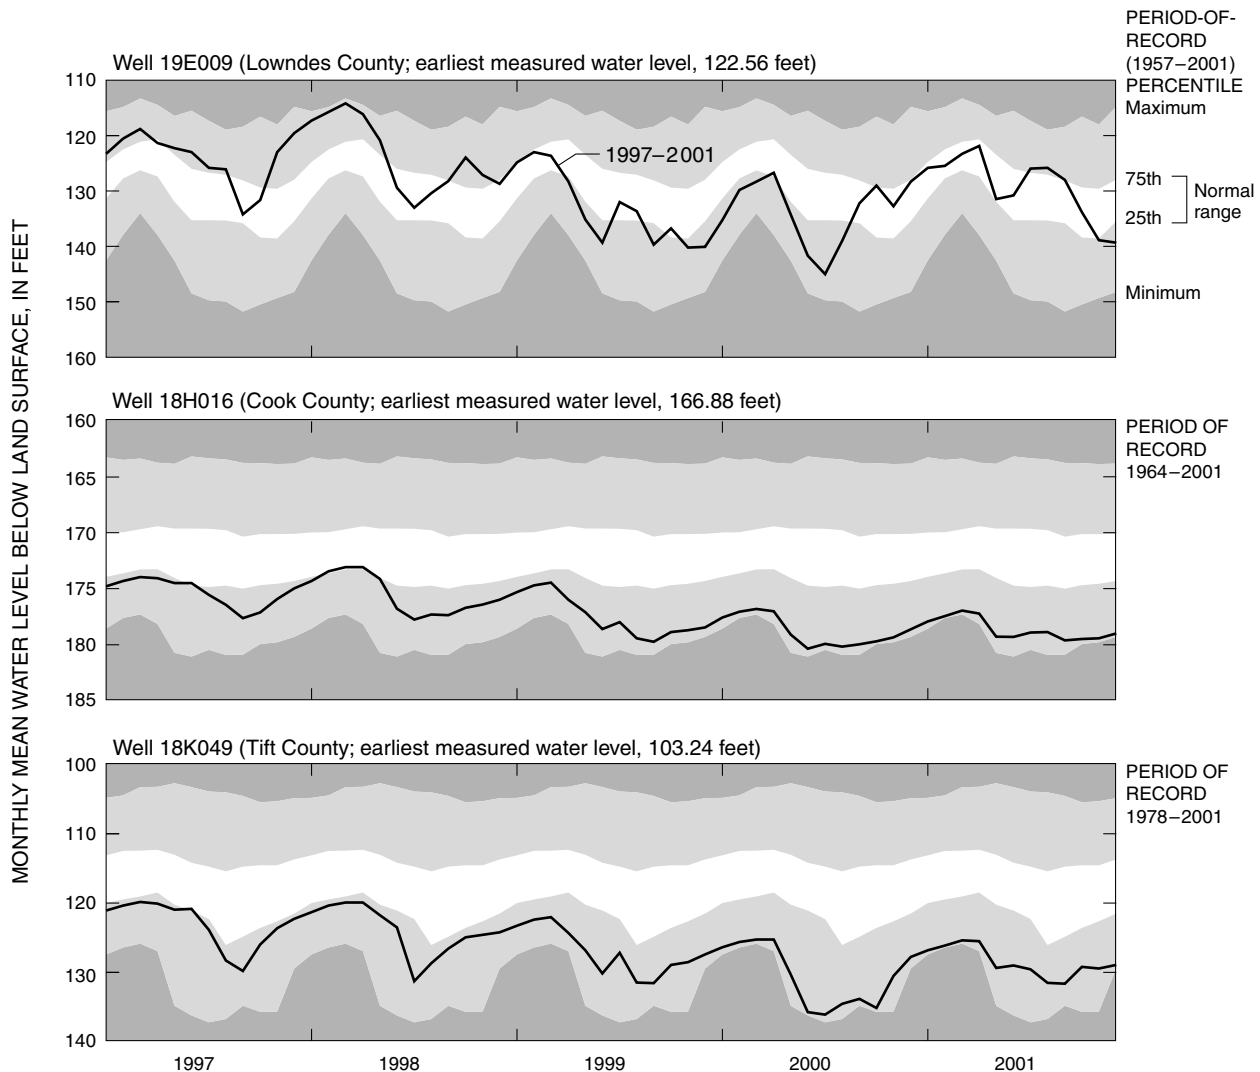 PERIOD-OF-
RECORD
(1957–2001)
PERCENTILE
Well 19E009 (Lowndes County; earliest measured water level, 122.56 feet)
110
120
130
140
150
160
1997–2001
Maximum
75th
25th
Normal
range
Minimum
MONTHLY MEAN WATER LEVEL BELOW LAND SURFACE, IN FEET
Well 18H016 (Cook County; earliest measured water level, 166.88 feet)
160
165
170
175
180
185
PERIOD OF
RECORD
1964–2001
Well 18K049 (Tift County; earliest measured water level, 103.24 feet)
100
110
120
130
140
PERIOD OF
RECORD
1978–2001
1997
1998
1999
2000
2001